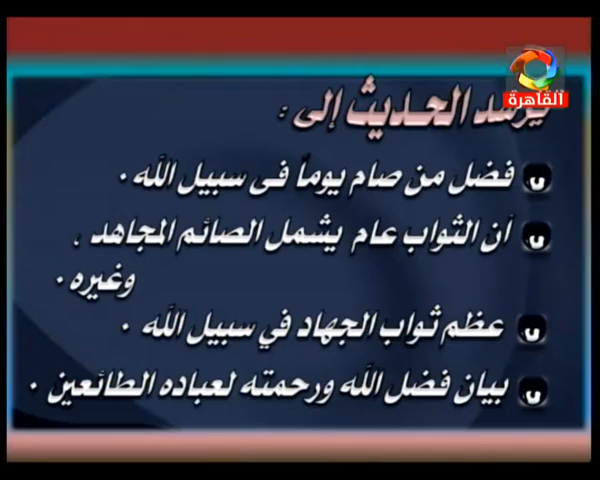 القاهرة
يرشد الحديث إلى :
فضل من صام يوماً فى سبيل الله .
أن الثواب عام يشمل الصائم المجاهد ،
وغيره .
عظم ثواب الجهاد في سبيل الله .
بيان فضل الله ورحمته لعباده الطائعين .